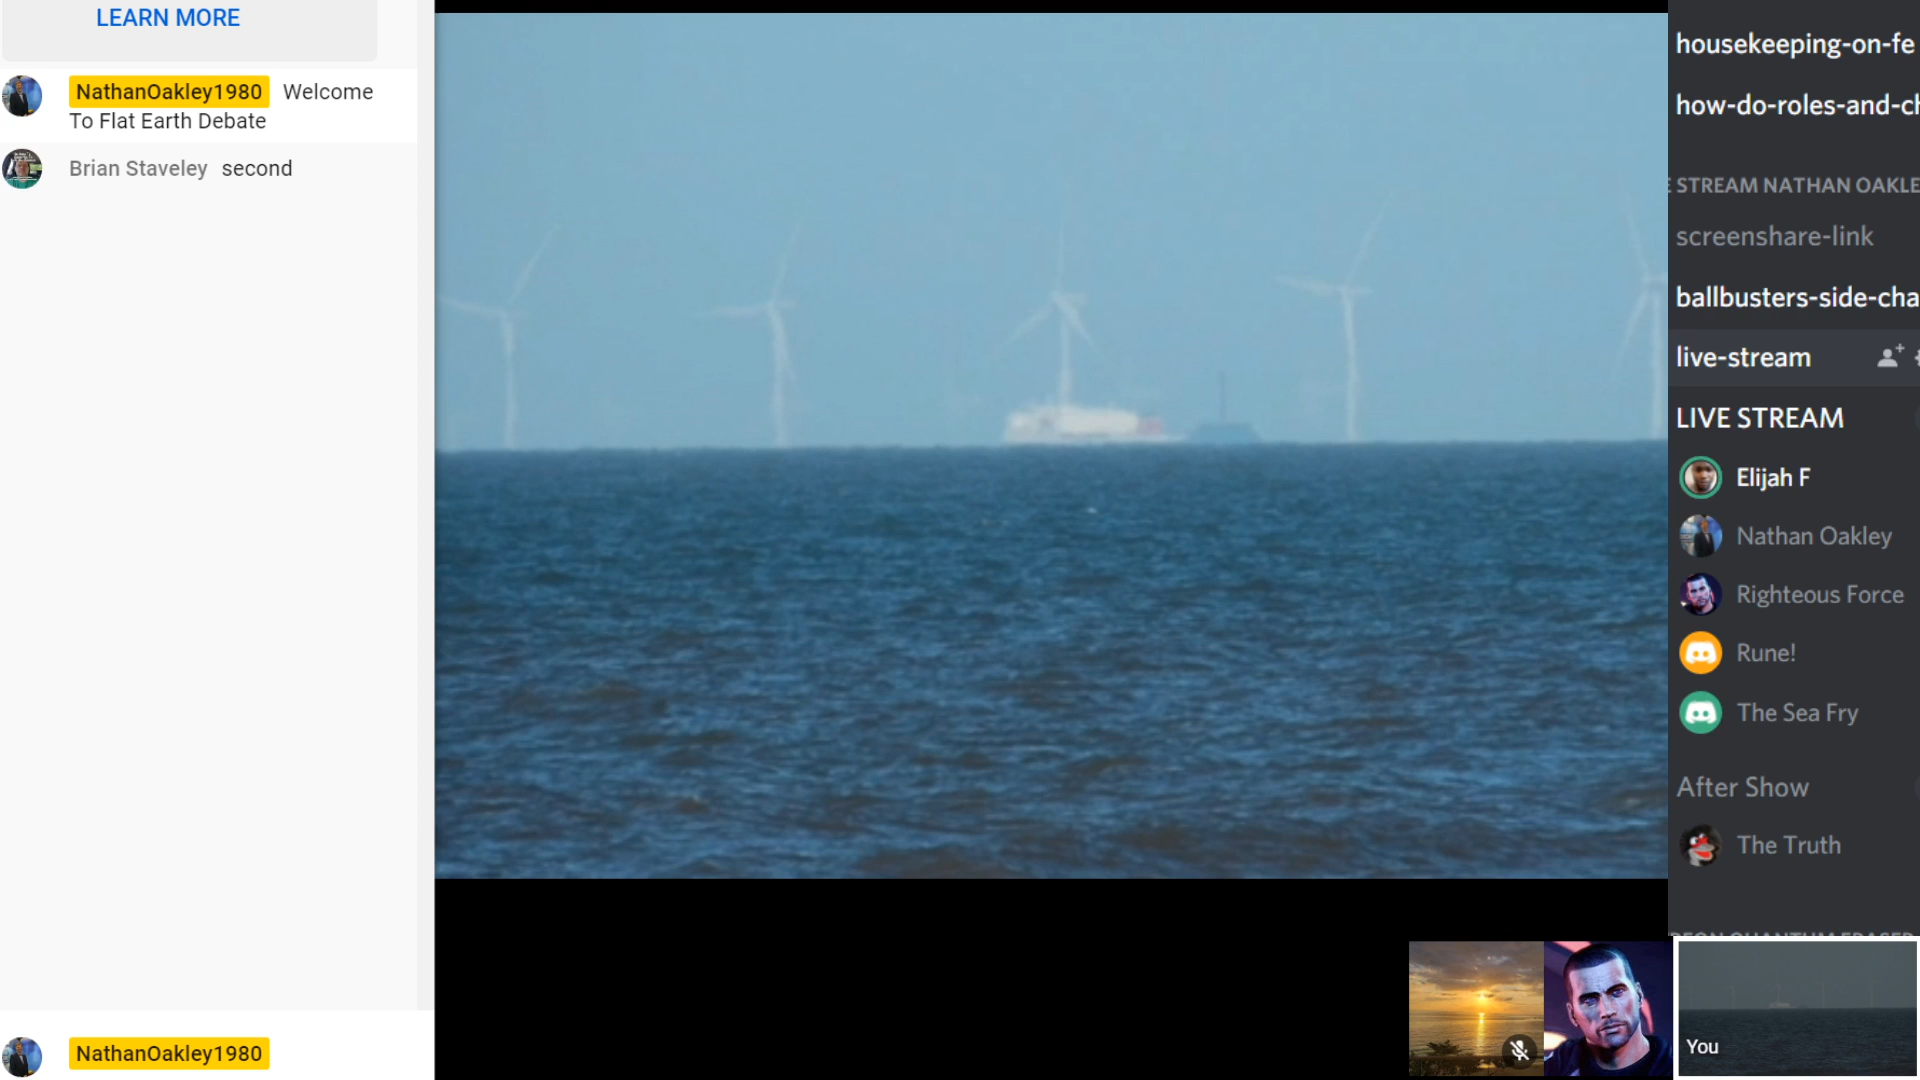 LEARN MORE
NathanOakley1980 Welcome
To Flat Earth Debate
Brian Staveley second
NathanOakley1980
housekeeping-on-fe
how-do-roles-and-ch
E STREAM NATHAN OAKLE
screenshare-link
ballbusters-side-cha
live-stream
LIVE STREAM
Elijah F
Nathan Oakley
Righteous Force
Rune!
The Sea Fry
After Show
The Truth
You